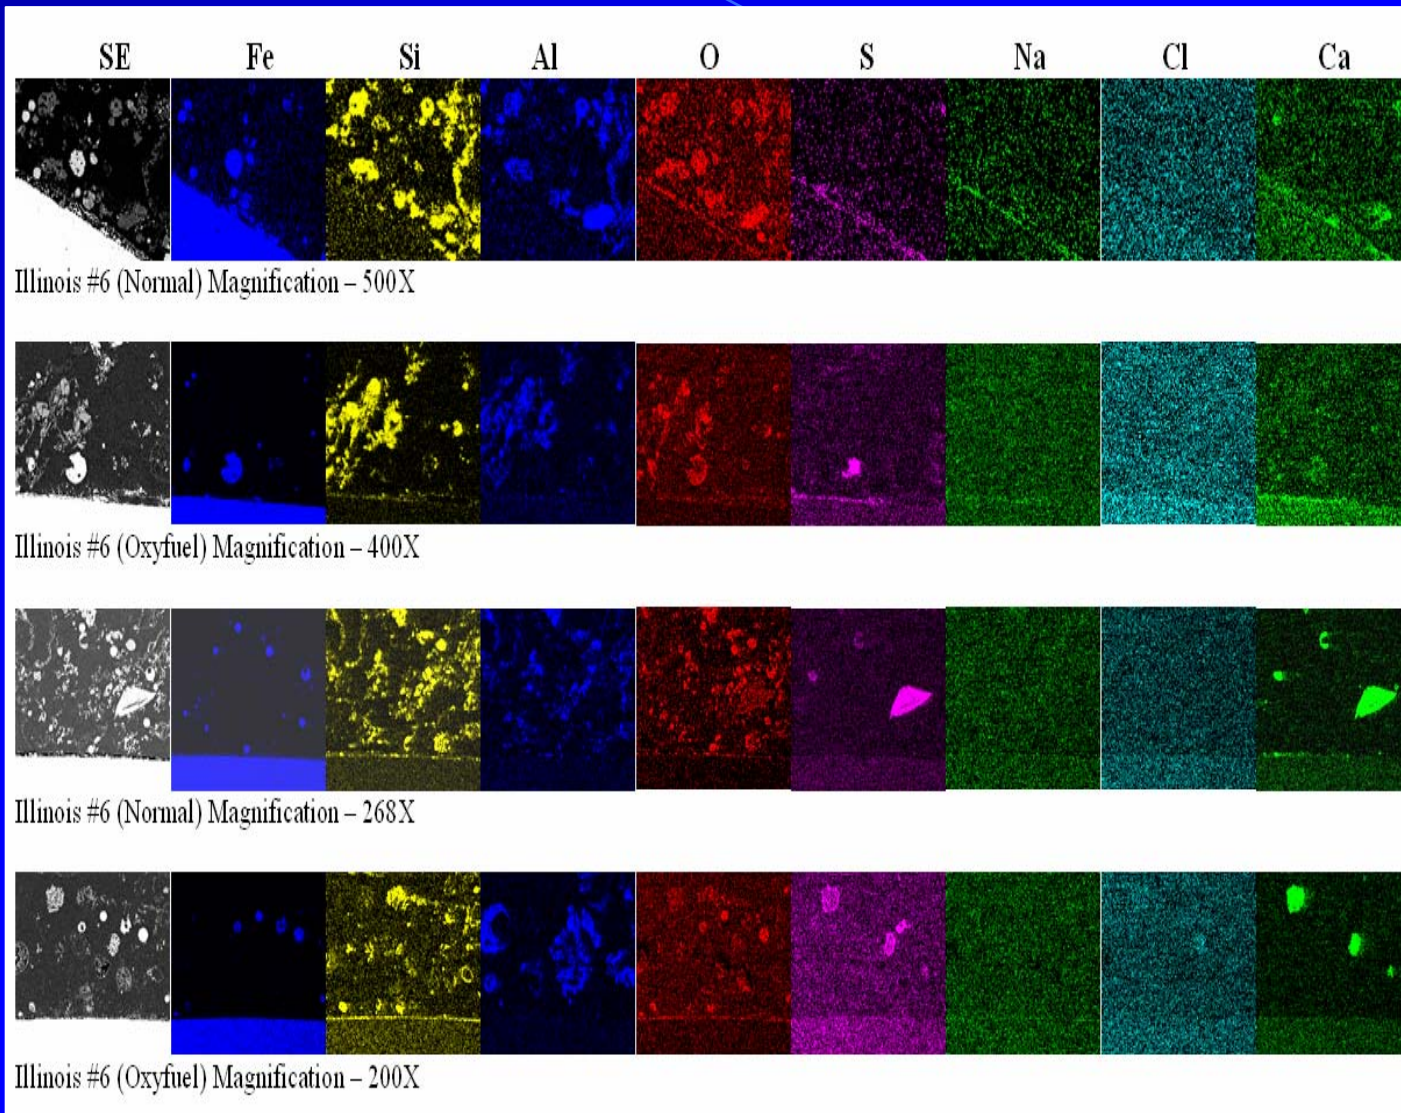 SE Fe Si Al O S Na Cl Ca
Illinois #6 (Normal) Magnification – 500X
Illinois #6 (Oxyfuel) Magnification – 400X
Illinois #6 (Normal) Magnification – 268X
Illinois #6 (Oxyfuel) Magnification – 200X